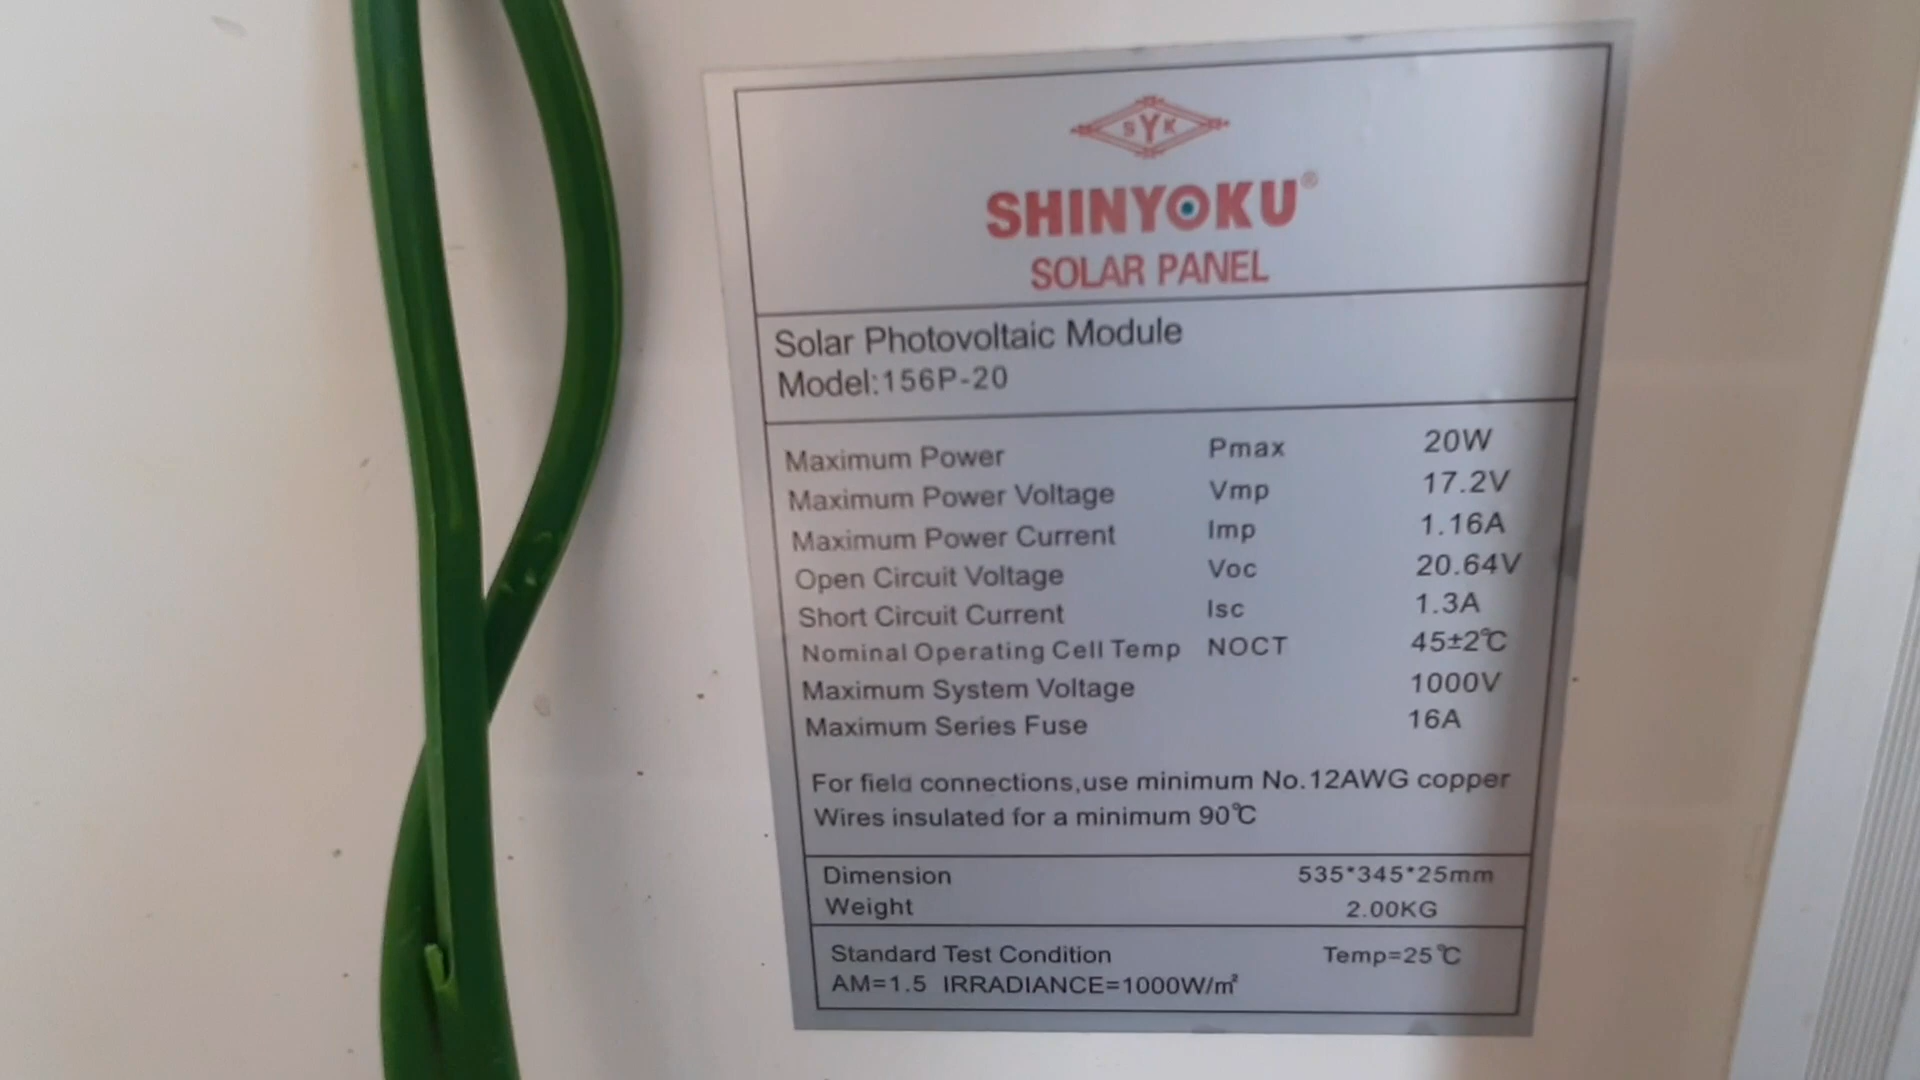 SYK
SHINYOKU®
SOLAR PANEL
Solar Photovoltaic Module
Model:156P-20
Maximum Power Pmax 20W
Maximum Power Voltage Vmp 17.2V
Maximum Power Current Imp 1.16A
Open Circuit Voltage Voc 20.64V
Short Circuit Current Isc 1.3A
Nominal Operating Cell Temp NOCT 45±2℃
Maximum System Voltage 1000V
Maximum Series Fuse 16A
For field connections,use minimum No.12AWG copper
Wires insulated for a minimum 90℃
Dimension 535*345*25mm
Weight 2.00KG
Standard Test Condition Temp=25℃
AM=1.5 IRRADIANCE=1000W/㎡